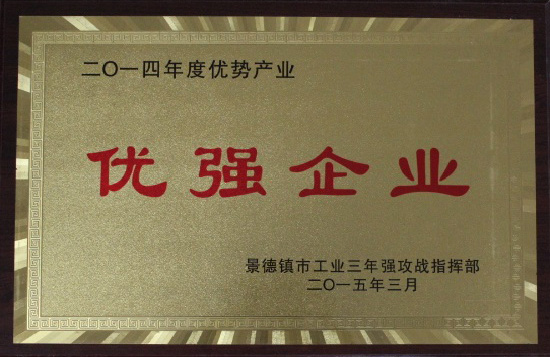 二〇一四年度优势产业
优强企业
景德镇市工业三年强攻战指挥部
二〇一五年三月